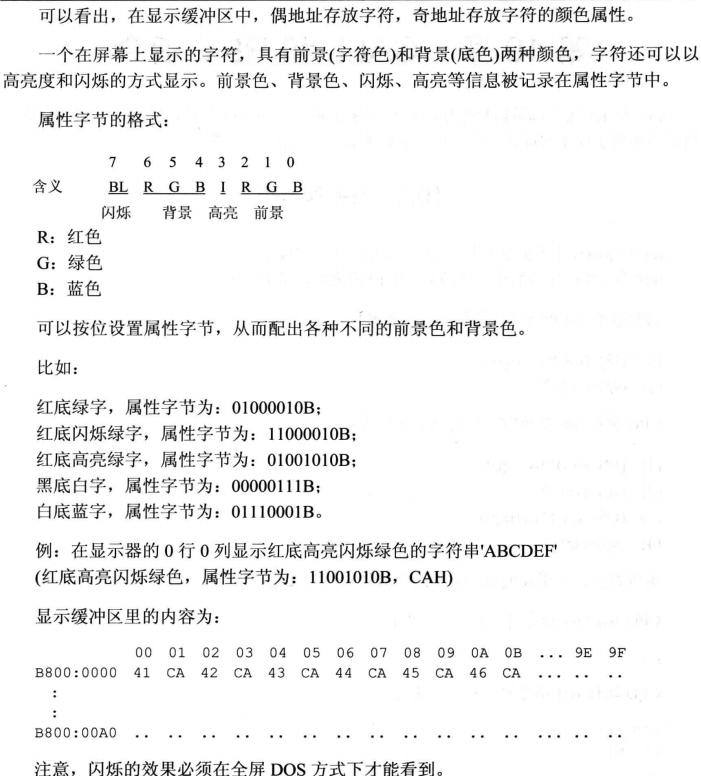 可以看出，在显示缓冲区中，偶地址存放字符，奇地址存放字符的颜色属性。
一个在屏幕上显示的字符，具有前景(字符色)和背景(底色)两种颜色，字符还可以以
高亮度和闪烁的方式显示。前景色、背景色、闪烁、高亮等信息被记录在属性字节中。
属性字节的格式：
7 6 5 4 3 2 1 0
含义 BL R G B I R G B
闪烁 背景 高亮 前景
R：红色
G：绿色
B：蓝色
可以按位设置属性字节，从而配出各种不同的前景色和背景色。
比如：
红底绿字，属性字节为：01000010B；
红底闪烁绿字，属性字节为：11000010B；
红底高亮绿字，属性字节为：01001010B；
黑底白字，属性字节为：00000111B；
白底蓝字，属性字节为：01110001B。
例：在显示器的 0 行 0 列显示红底高亮闪烁绿色的字符串'ABCDEF'
(红底高亮闪烁绿色，属性字节为：11001010B，CAH)
显示缓冲区里的内容为：
00 01 02 03 04 05 06 07 08 09 0A 0B ... 9E 9F
B800:0000 41 CA 42 CA 43 CA 44 CA 45 CA 46 CA ... .. ..
:
:
B800:00A0 .. .. .. .. .. .. .. .. .. .. .. .. ... .. ..
注意，闪烁的效果必须在全屏 DOS 方式下才能看到。